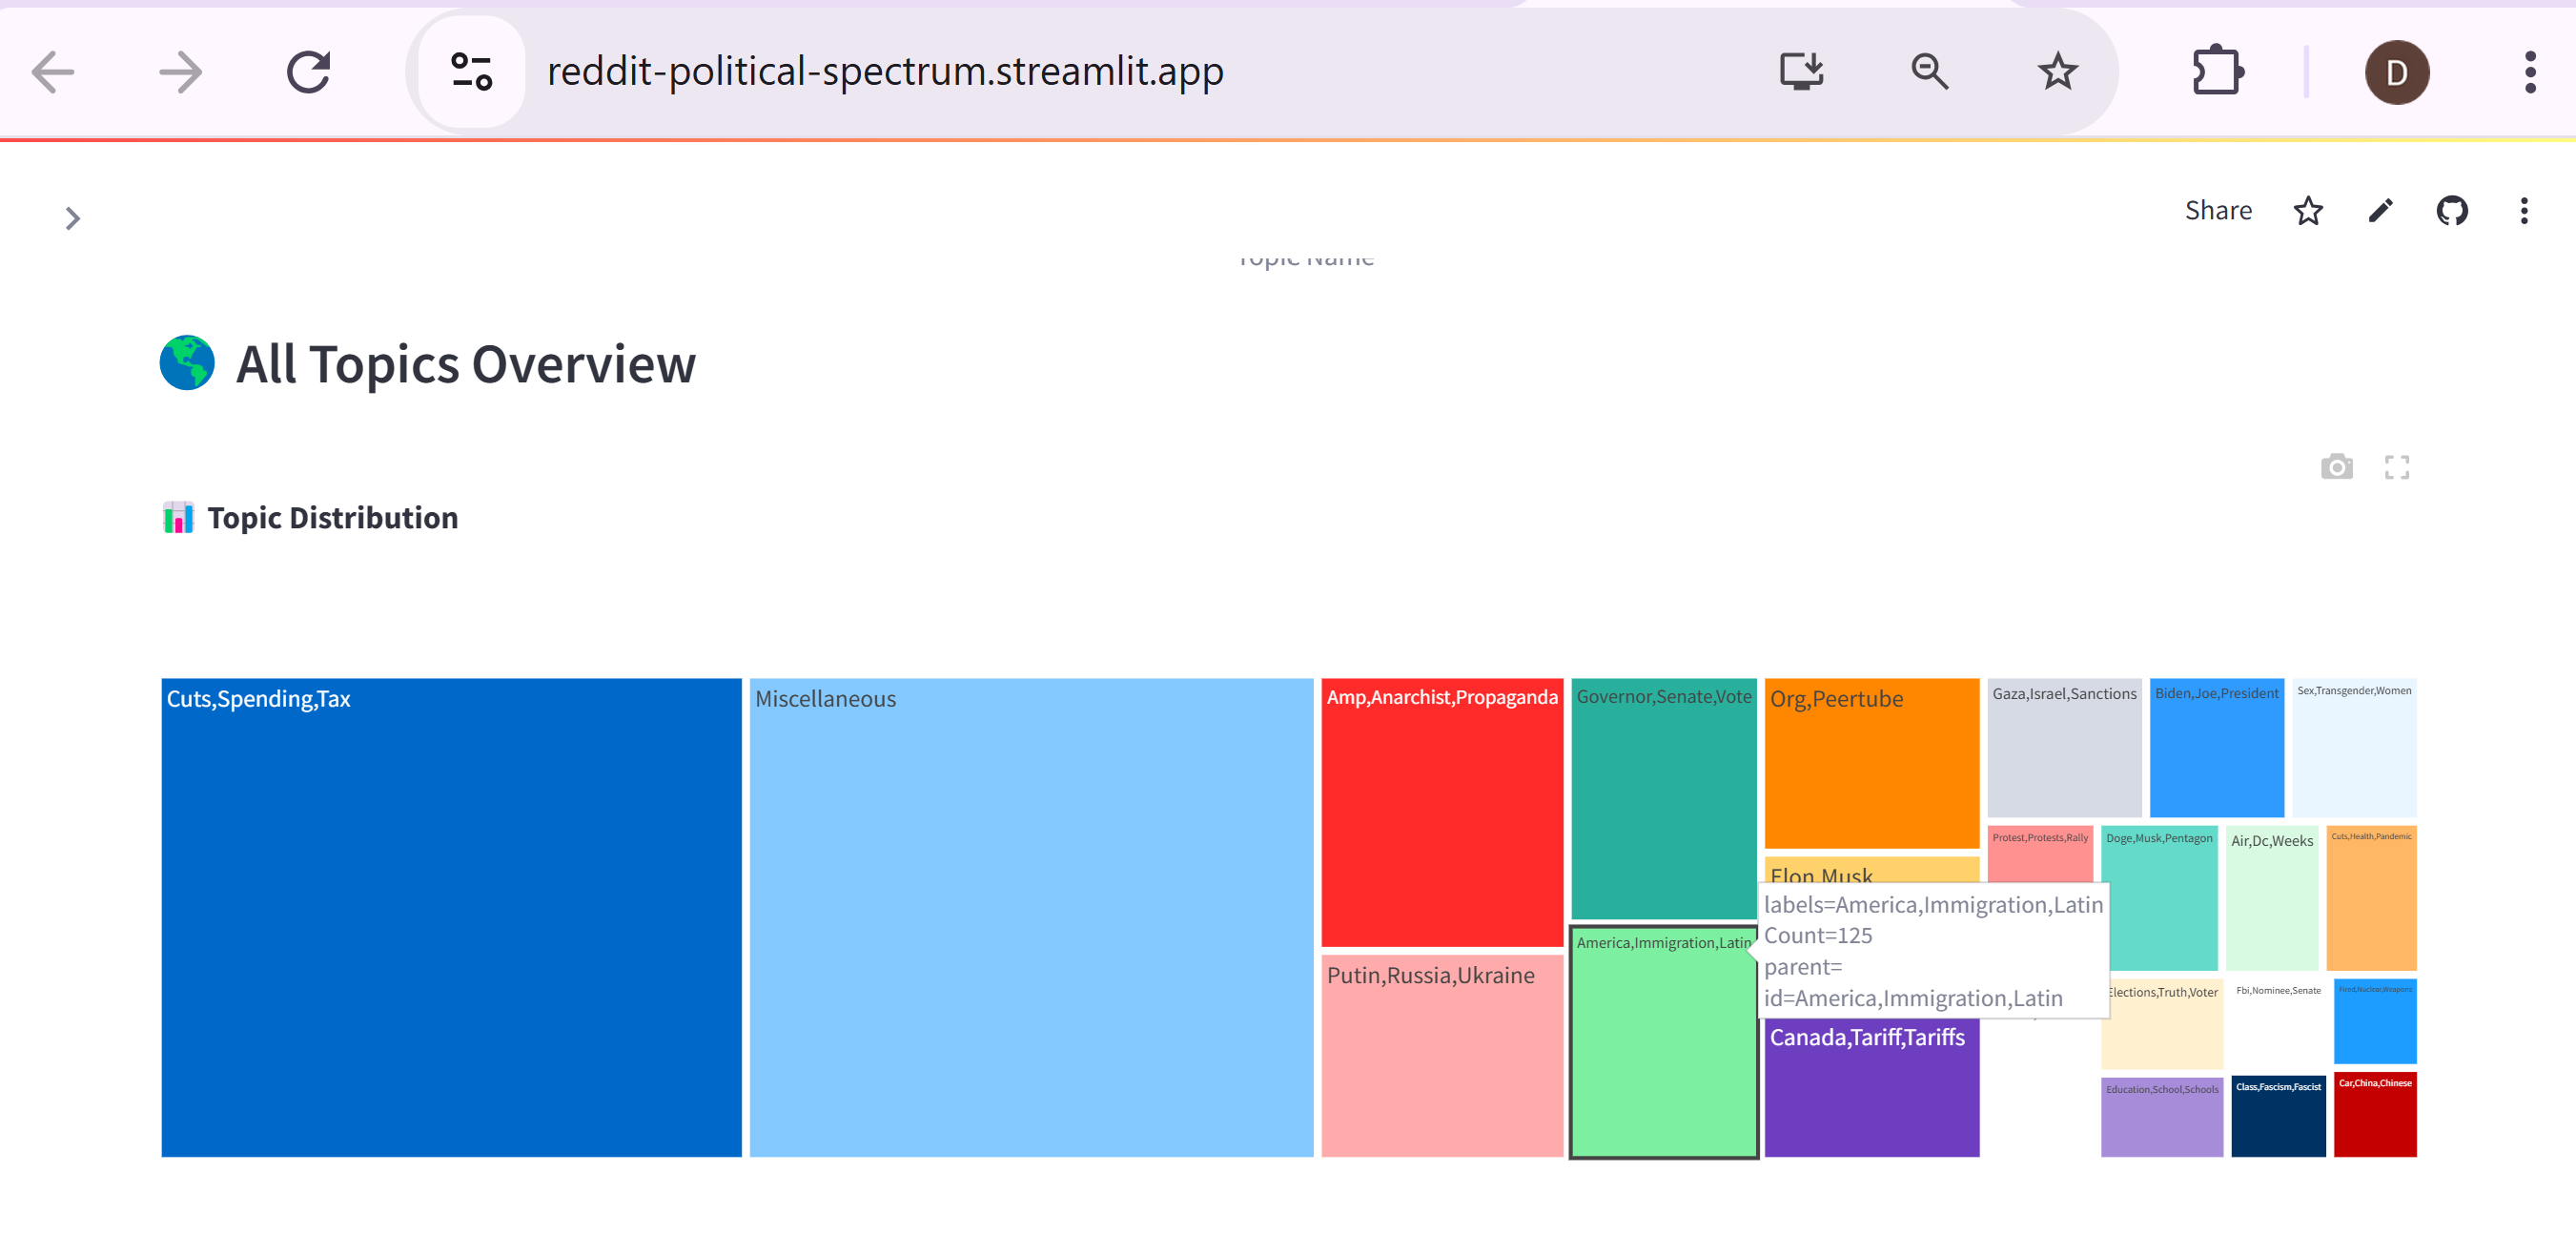 reddit-political-spectrum.streamlit.app
D
Share
Topic Name
All Topics Overview
Topic Distribution
Cuts,Spending,Tax
Miscellaneous
Amp,Anarchist,Propaganda
Governor,Senate,Vote
Org,Peertube
Gaza,Israel,Sanctions
Biden,Joe,President
Sex,Transgender,Women
Protest,Protests,Rally
Doge,Musk,Pentagon
Air,Dc,Weeks
Cuts,Health,Pandemic
Elon,Musk
labels=America,Immigration,Latin
Count=125
parent=
id=America,Immigration,Latin
America,Immigration,Latin
Putin,Russia,Ukraine
Elections,Truth,Voter
Fbi,Nominee,Senate
Fired,Nuclear,Weapons
Canada,Tariff,Tariffs
Education,School,Schools
Class,Fascism,Fascist
Car,China,Chinese